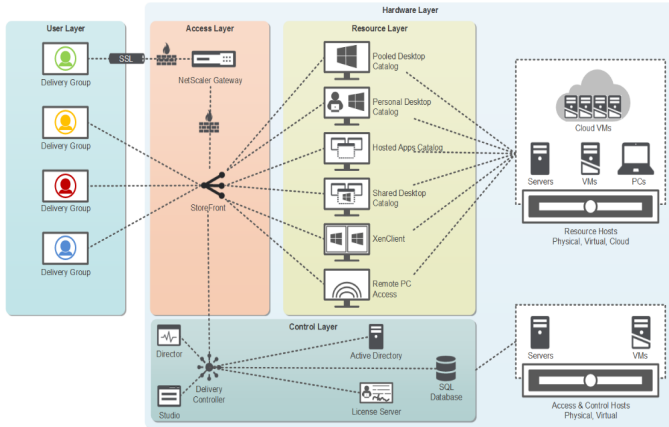 Hardware Layer
User Layer
Access Layer
Resource Layer
Delivery Group
SSL
NetScaler Gateway
Delivery Group
Delivery Group
Delivery Group
StoreFront
Pooled Desktop
Catalog
Personal Desktop
Catalog
Hosted Apps Catalog
Shared Desktop
Catalog
XenClient
Remote PC
Access
Cloud VMs
Servers
VMs
PCs
Resource Hosts
Physical, Virtual, Cloud
Control Layer
Director
Active Directory
Delivery
Controller
SQL
Database
Studio
License Server
Servers
VMs
Access & Control Hosts
Physical, Virtual